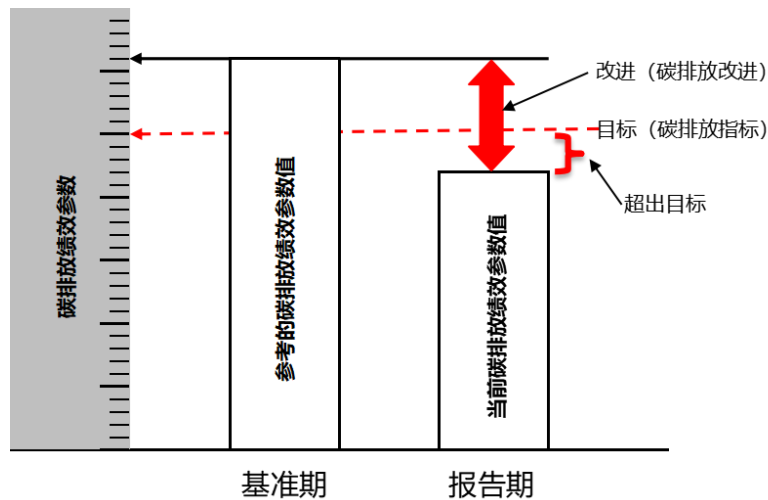 改进（碳排放改进）
目标（碳排放指标）
超出目标
碳排放绩效参数
参考的碳排放绩效参数值
当前碳排放绩效参数值
基准期
报告期